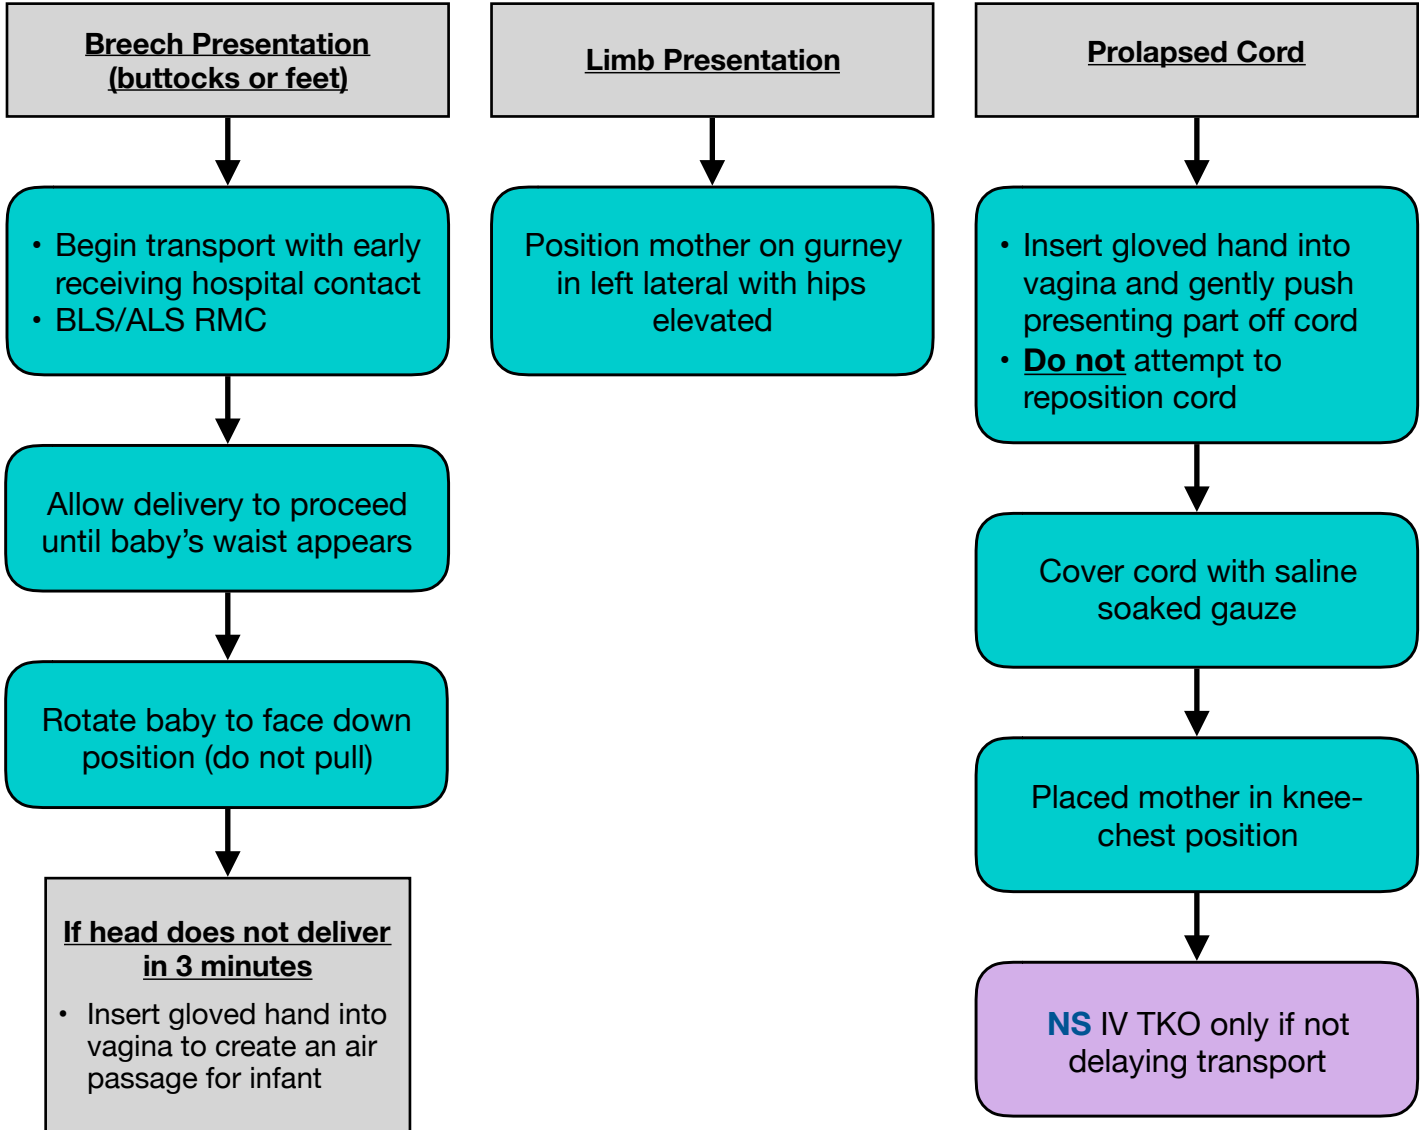 Breech Presentation
(buttocks or feet)
• Begin transport with early
receiving hospital contact
• BLS/ALS RMC
Allow delivery to proceed
until baby’s waist appears
Rotate baby to face down
position (do not pull)
If head does not deliver
in 3 minutes
• Insert gloved hand into
vagina to create an air
passage for infant
Limb Presentation
Position mother on gurney
in left lateral with hips
elevated
Prolapsed Cord
• Insert gloved hand into
vagina and gently push
presenting part off cord
• Do not attempt to
reposition cord
Cover cord with saline
soaked gauze
Placed mother in knee-
chest position
NS IV TKO only if not
delaying transport